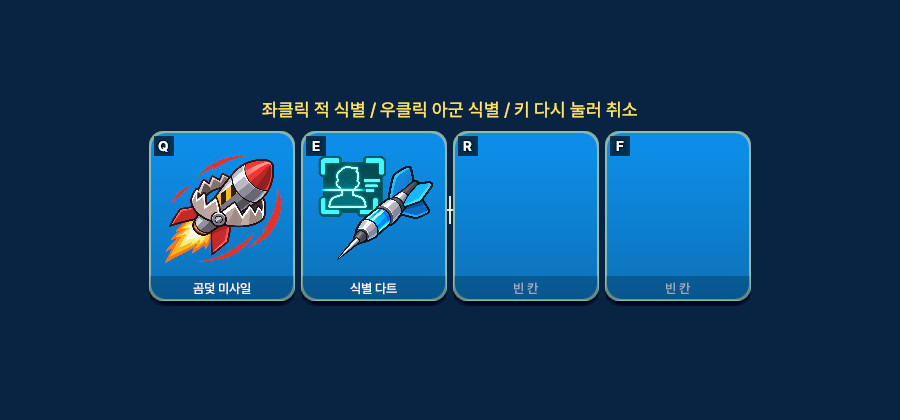 좌클릭 적 식별 / 우클릭 아군 식별 / 키 다시 눌러 취소
Q
E
R
F
곰덫 미사일
식별 다트
빈 칸
빈 칸